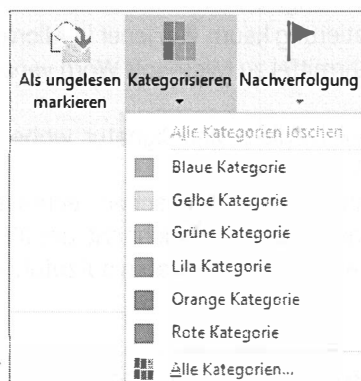 Als ungelesen Kategorisieren Nachverfolgung
markieren
Alle Kategorien löschen
Blaue Kategorie
Gelbe Kategorie
Grüne Kategorie
Lila Kategorie
Orange Kategorie
Rote Kategorie
Alle Kategorien...